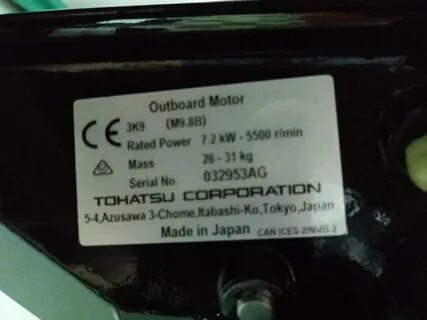 Outboard Motor
CE 3K9 (M9.8B)
Rated Power 7.2 kW - 5500 r/min
Mass 26 - 31 kg
Serial No. 032953AG
TOHATSU CORPORATION
5-4,Azusawa 3-Chome,Itabashi-Ku,Tokyo,Japan
Made in Japan CAN ICES-2/NMB-2